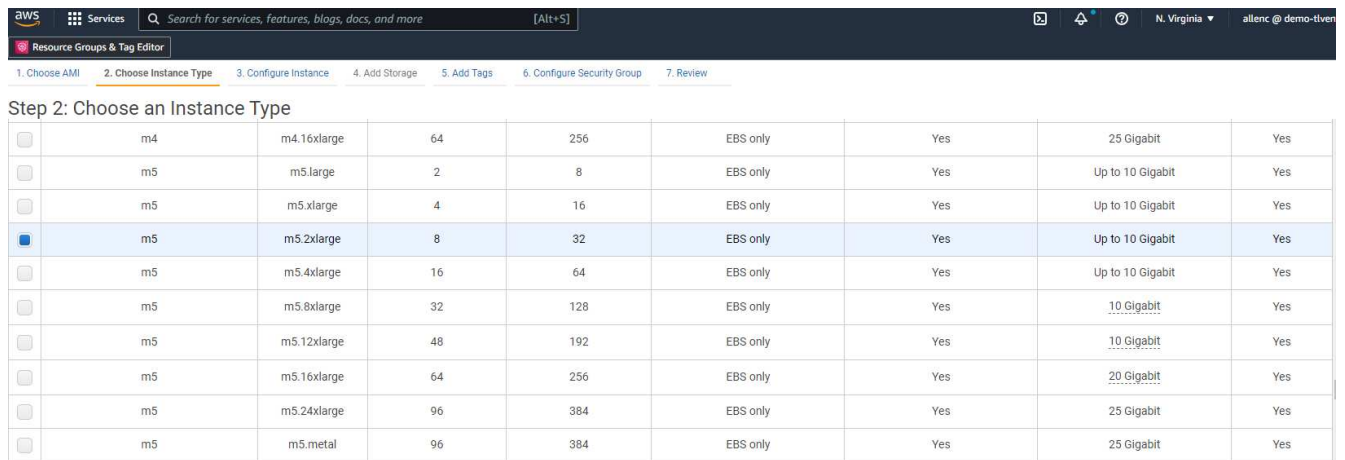 aws Services Search for services, features, blogs, docs, and more [Alt+S] N. Virginia ▼ allenc @ demo-tlven
Resource Groups & Tag Editor
1. Choose AMI 2. Choose Instance Type 3. Configure Instance 4. Add Storage 5. Add Tags 6. Configure Security Group 7. Review
Step 2: Choose an Instance Type
m4 m4.16xlarge 64 256 EBS only Yes 25 Gigabit Yes
m5 m5.large 2 8 EBS only Yes Up to 10 Gigabit Yes
m5 m5.xlarge 4 16 EBS only Yes Up to 10 Gigabit Yes
m5 m5.2xlarge 8 32 EBS only Yes Up to 10 Gigabit Yes
m5 m5.4xlarge 16 64 EBS only Yes Up to 10 Gigabit Yes
m5 m5.8xlarge 32 128 EBS only Yes 10 Gigabit Yes
m5 m5.12xlarge 48 192 EBS only Yes 10 Gigabit Yes
m5 m5.16xlarge 64 256 EBS only Yes 20 Gigabit Yes
m5 m5.24xlarge 96 384 EBS only Yes 25 Gigabit Yes
m5 m5.metal 96 384 EBS only Yes 25 Gigabit Yes